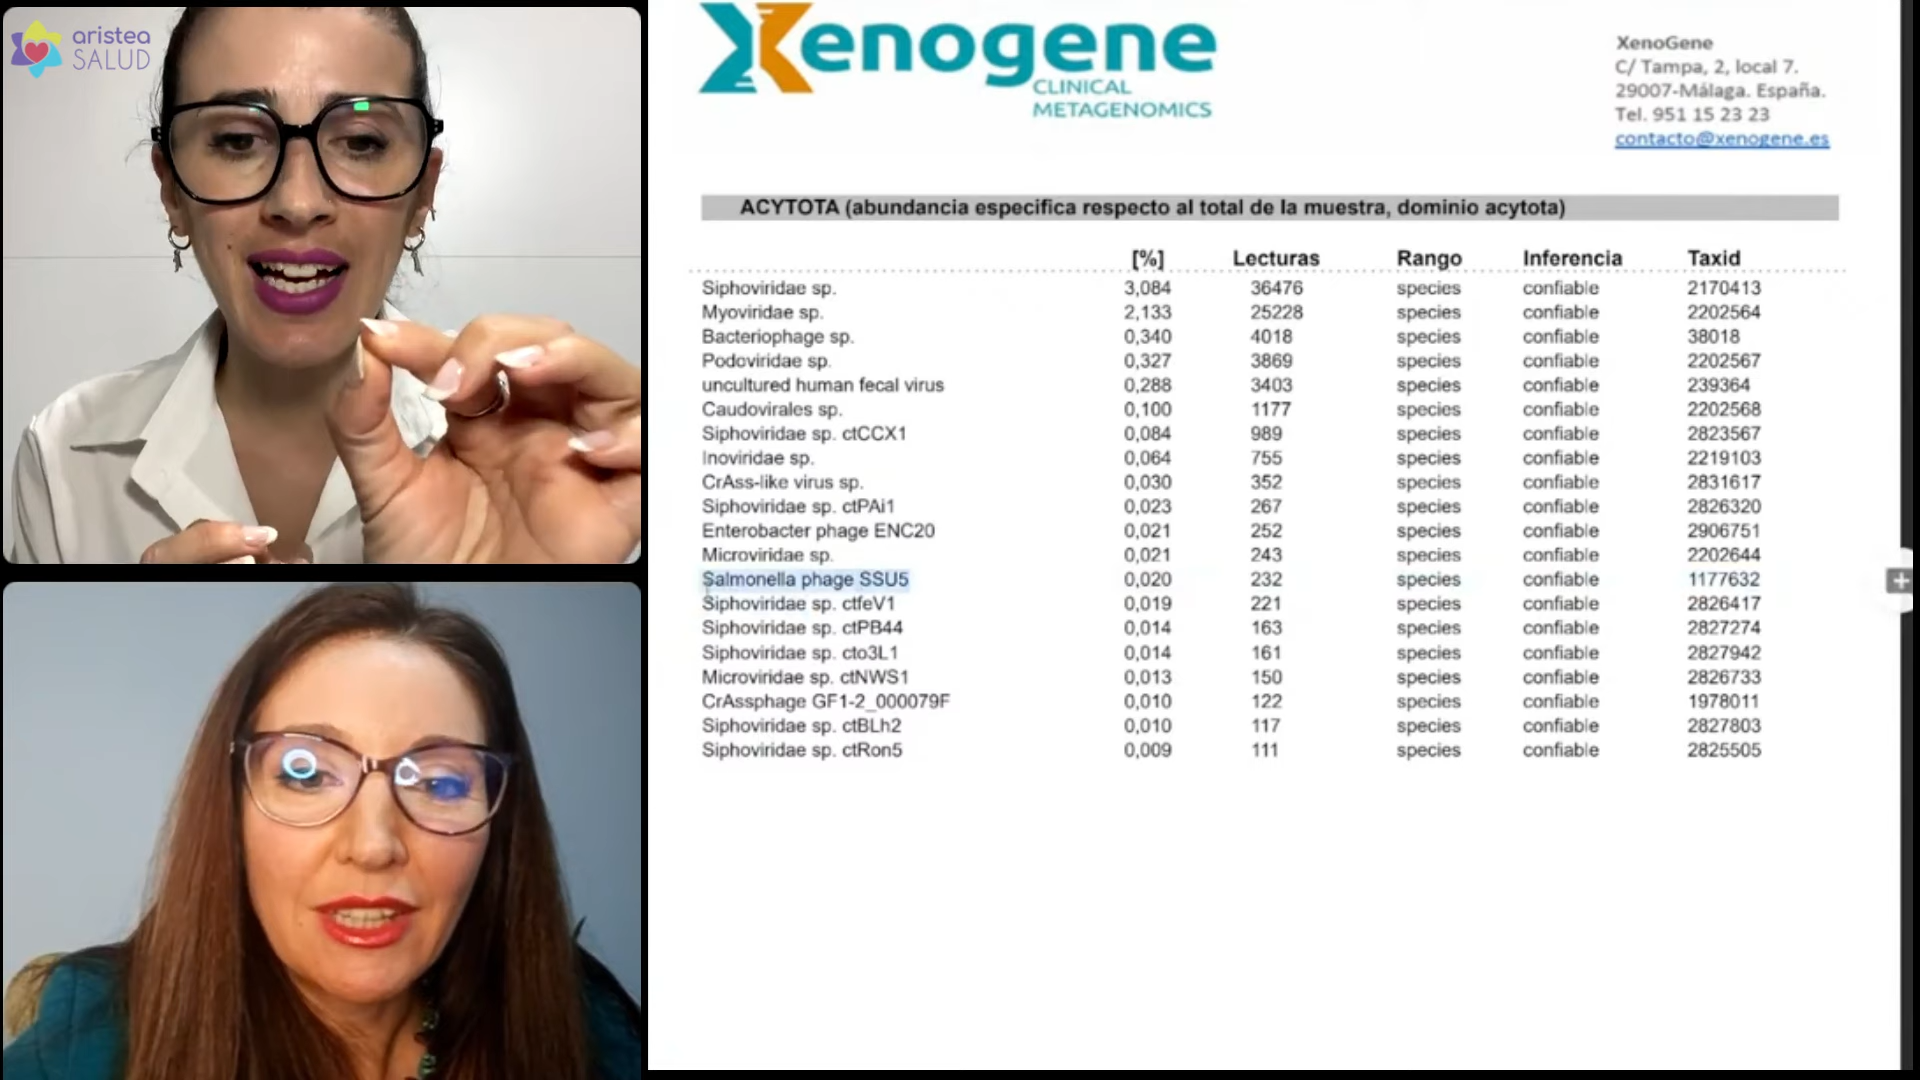 aristea
SALUD
Xenogene
CLINICAL
METAGENOMICS
XenoGene
C/ Tampa, 2, local 7.
29007-Málaga. España.
Tel. 951 15 23 23
contacto@xenogene.es
ACYTOTA (abundancia especifica respecto al total de la muestra, dominio acytota)
[%] Lecturas Rango Inferencia Taxid
Siphoviridae sp. 3,084 36476 species confiable 2170413
Myoviridae sp. 2,133 25228 species confiable 2202564
Bacteriophage sp. 0,340 4018 species confiable 38018
Podoviridae sp. 0,327 3869 species confiable 2202567
uncultured human fecal virus 0,288 3403 species confiable 239364
Caudovirales sp. 0,100 1177 species confiable 2202568
Siphoviridae sp. ctCCX1 0,084 989 species confiable 2823567
Inoviridae sp. 0,064 755 species confiable 2219103
CrAss-like virus sp. 0,030 352 species confiable 2831617
Siphoviridae sp. ctPAi1 0,023 267 species confiable 2826320
Enterobacter phage ENC20 0,021 252 species confiable 2906751
Microviridae sp. 0,021 243 species confiable 2202644
Salmonella phage SSU5 0,020 232 species confiable 1177632
Siphoviridae sp. ctfeV1 0,019 221 species confiable 2826417
Siphoviridae sp. ctPB44 0,014 163 species confiable 2827274
Siphoviridae sp. cto3L1 0,014 161 species confiable 2827942
Microviridae sp. ctNWS1 0,013 150 species confiable 2826733
CrAssphage GF1-2_000079F 0,010 122 species confiable 1978011
Siphoviridae sp. ctBLh2 0,010 117 species confiable 2827803
Siphoviridae sp. ctRon5 0,009 111 species confiable 2825505